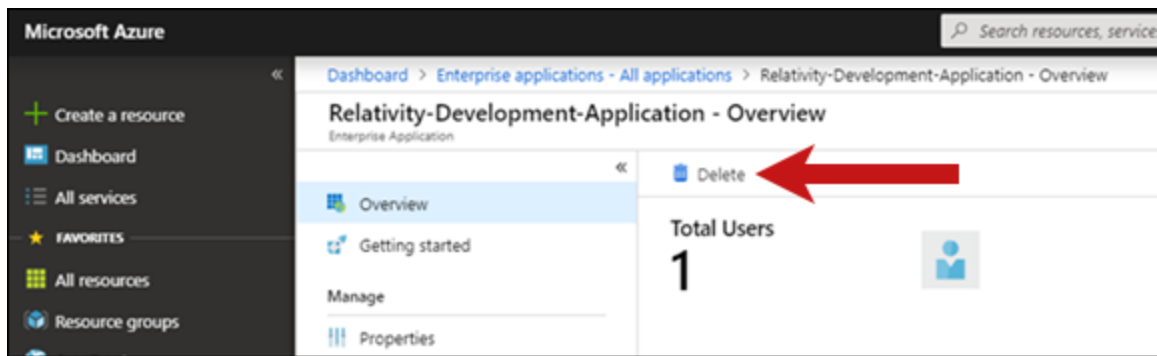 Microsoft Azure
Search resources, services
«
Dashboard > Enterprise applications - All applications > Relativity-Development-Application - Overview
Create a resource
Dashboard
All services
FAVORITES
All resources
Resource groups
Relativity-Development-Application - Overview
Enterprise Application
«
Overview
Getting started
Manage
Properties
Delete
Total Users
1